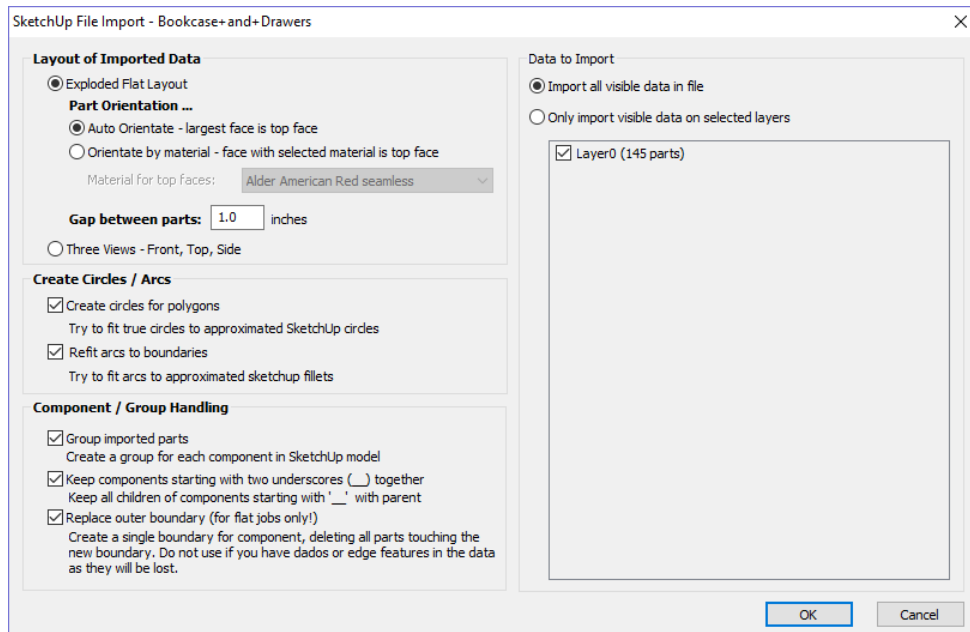 SketchUp File Import - Bookcase+and+Drawers
Layout of Imported Data
Exploded Flat Layout
Part Orientation ...
Auto Orientate - largest face is top face
Orientate by material - face with selected material is top face
Material for top faces: Alder American Red seamless
Gap between parts: 1.0 inches
Three Views - Front, Top, Side
Create Circles / Arcs
Create circles for polygons
Try to fit true circles to approximated SketchUp circles
Refit arcs to boundaries
Try to fit arcs to approximated sketchup fillets
Component / Group Handling
Group imported parts
Create a group for each component in SketchUp model
Keep components starting with two underscores (__) together
Keep all children of components starting with '__' with parent
Replace outer boundary (for flat jobs only!)
Create a single boundary for component, deleting all parts touching the
new boundary. Do not use if you have dados or edge features in the data
as they will be lost.
Data to Import
Import all visible data in file
Only import visible data on selected layers
Layer0 (145 parts)
OK Cancel